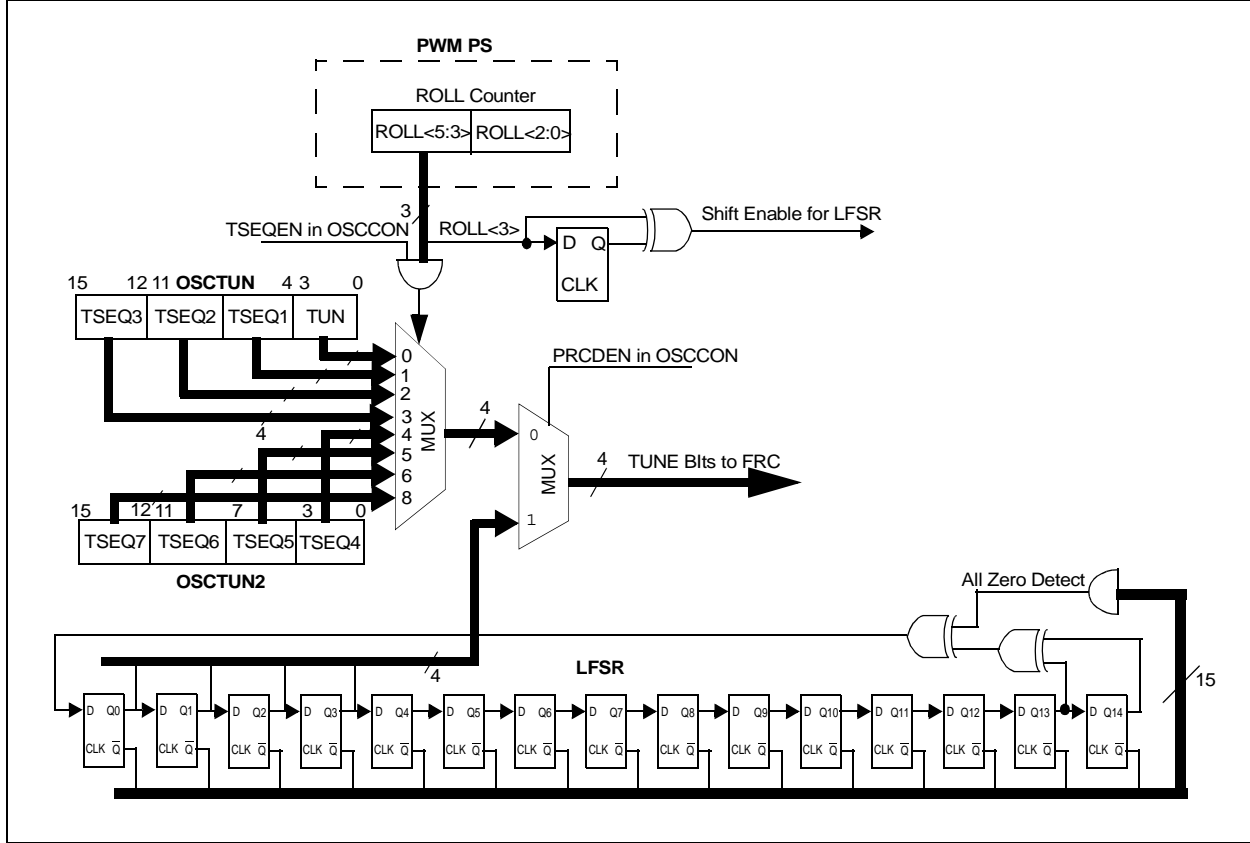 PWM PS
ROLL Counter
ROLL<5:3> ROLL<2:0>
3
TSEQEN in OSCCON
ROLL<3>
Shift Enable for LFSR
D Q
CLK
15 12 11 OSCTUN 4 3 0
TSEQ3 TSEQ2 TSEQ1 TUN
0
1
2
3
4
5
6
8
MUX
4
4
PRCDEN in OSCCON
0
1
MUX
4
TUNE BIts to FRC
15 12 11 7 3 0
TSEQ7 TSEQ6 TSEQ5 TSEQ4
OSCTUN2
All Zero Detect
4
LFSR
15
D Q0 D Q1 D Q2 D Q3 D Q4 D Q5 D Q6 D Q7 D Q8 D Q9 D Q10 D Q11 D Q12 D Q13 D Q14
CLK Q CLK Q CLK Q CLK Q CLK Q CLK Q CLK Q CLK Q CLK Q CLK Q CLK Q CLK Q CLK Q CLK Q CLK Q